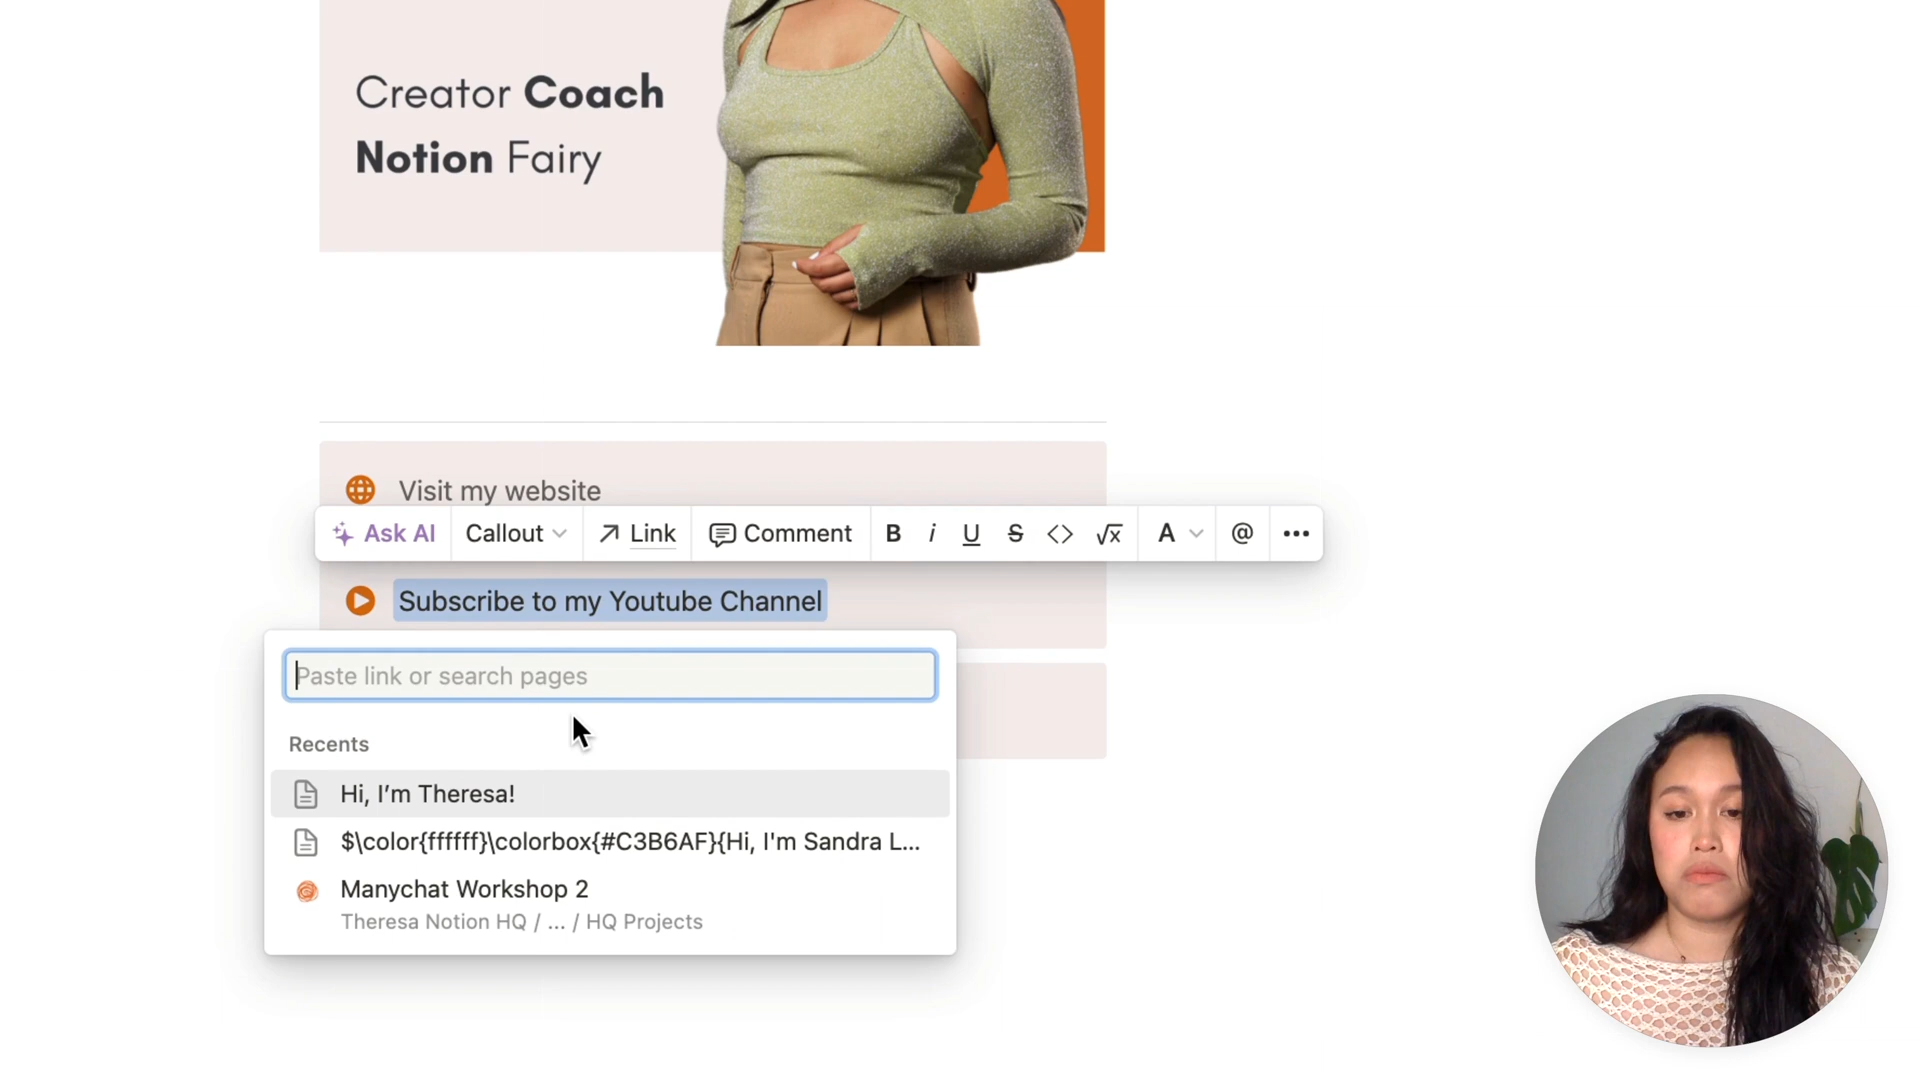 Creator Coach
Notion Fairy
Visit my website
Ask AI Callout Link Comment B i U S <> √x A @ •••
Subscribe to my Youtube Channel
Paste link or search pages
Recents
Hi, I’m Theresa!
$\color{ffffff}\colorbox{#C3B6AF}{Hi, I'm Sandra L...
Manychat Workshop 2
Theresa Notion HQ / ... / HQ Projects